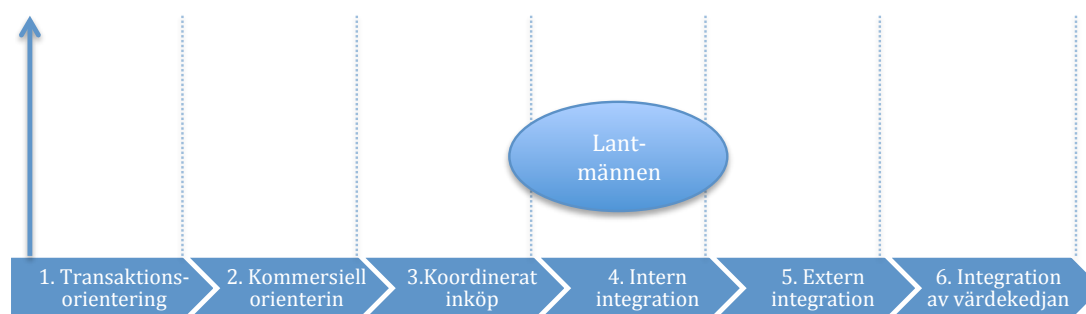 Lant-
männen
1. Transaktions-
orientering
2. Kommersiell
orienterin
3.Koordinerat
inköp
4. Intern
integration
5. Extern
integration
6. Integration
av värdekedjan